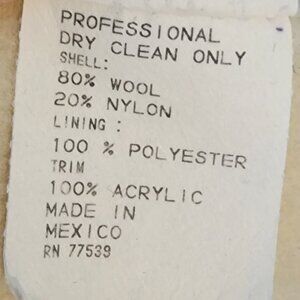 PROFESSIONAL
DRY CLEAN ONLY
SHELL:
80% WOOL
20% NYLON
LINING :
100 % POLYESTER
TRIM
100% ACRYLIC
MADE IN
MEXICO
RN 77539